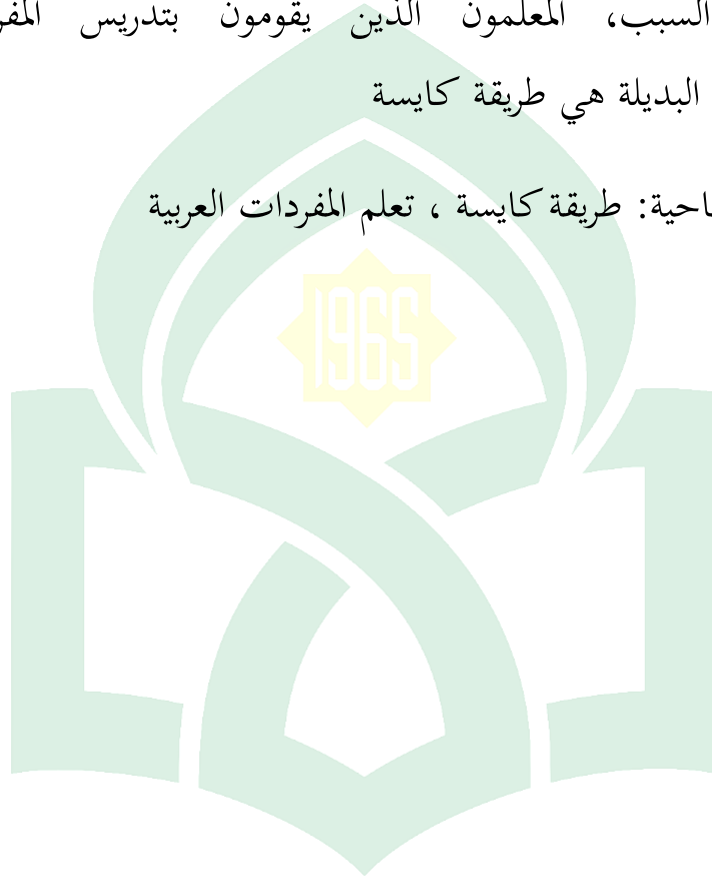 السبب، المعلمون الذين يقومون بتدريس
البديلة هي طريقة كايسة
طريقة كايسة ، تعلم المفردات العربية
1965